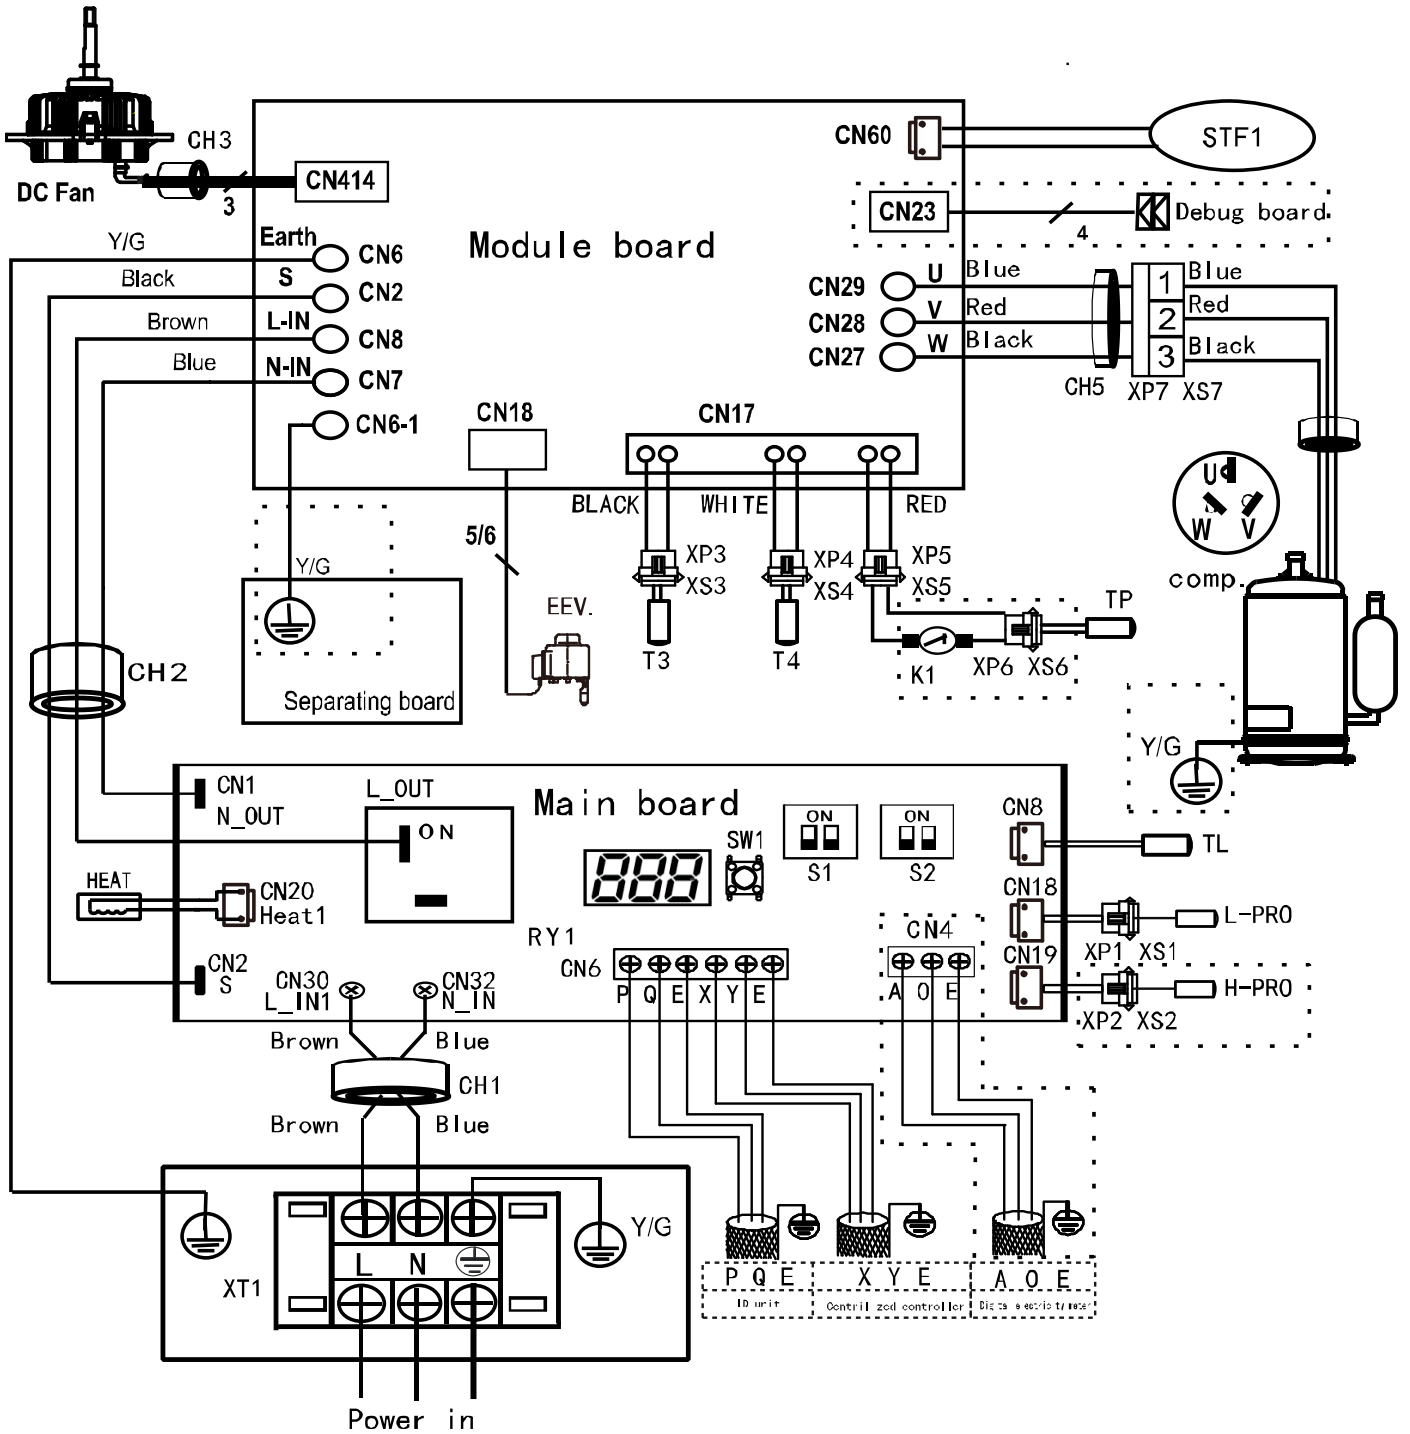 CH3
DC Fan
3
CN414
CN60
STF1
CN23
4
Debug board
Module board
Y/G
Earth
CN6
Black
S
CN2
Brown
L-IN
CN8
Blue
N-IN
CN7
CN6-1
CN29
U
Blue
1
Blue
CN28
V
Red
2
Red
CN27
W
Black
3
Black
CH5
XP7
XS7
CN18
CN17
BLACK
WHITE
RED
5/6
XP3
XS3
XP4
XS4
XP5
XS5
T3
T4
K1
XP6
XS6
TP
EEV.
Y/G
Separating board
U
W
V
comp.
Y/G
CH2
CN1
N_OUT
L_OUT
ON
Main board
SW1
ON
S1
ON
S2
888
CN8
TL
HEAT
CN20
Heat1
RY1
CN18
L-PRO
XP1
XS1
CN4
CN19
H-PRO
XP2
XS2
CN2
S
CN30
L_IN1
CN32
N_IN
CN6
P Q E X Y E
A O E
Brown
Blue
CH1
Brown
Blue
XT1
L
N
Y/G
P Q E
X Y E
A O E
ID unit
controller
Power in